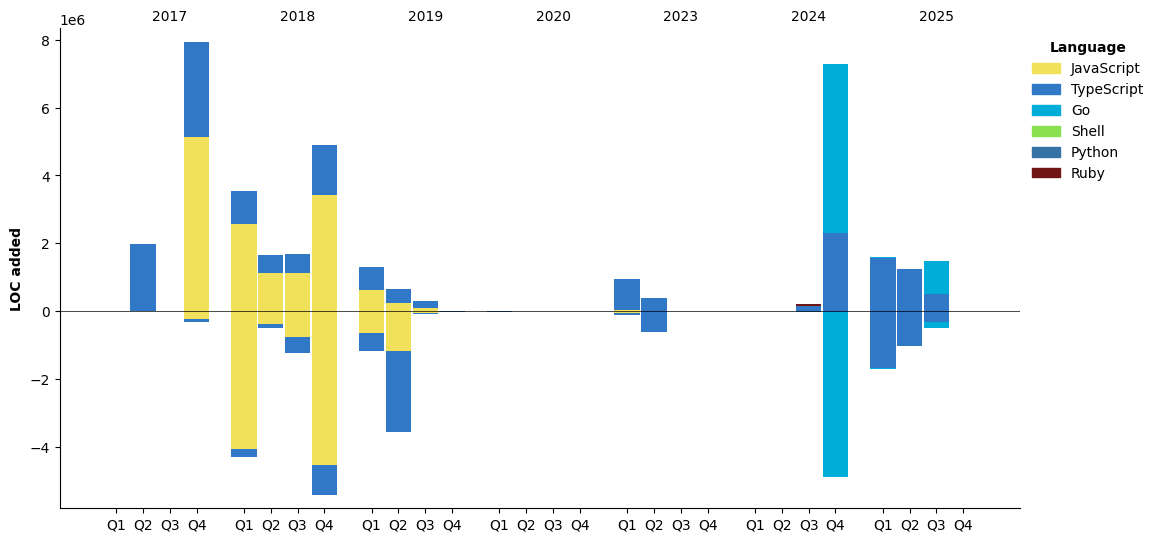 2017 2018 2019 2020 2023 2024 2025
1e6
8
6
4
2
0
−2
−4
LOC added
Q1 Q2 Q3 Q4 Q1 Q2 Q3 Q4 Q1 Q2 Q3 Q4 Q1 Q2 Q3 Q4 Q1 Q2 Q3 Q4 Q1 Q2 Q3 Q4 Q1 Q2 Q3 Q4
Language
JavaScript
TypeScript
Go
Shell
Python
Ruby